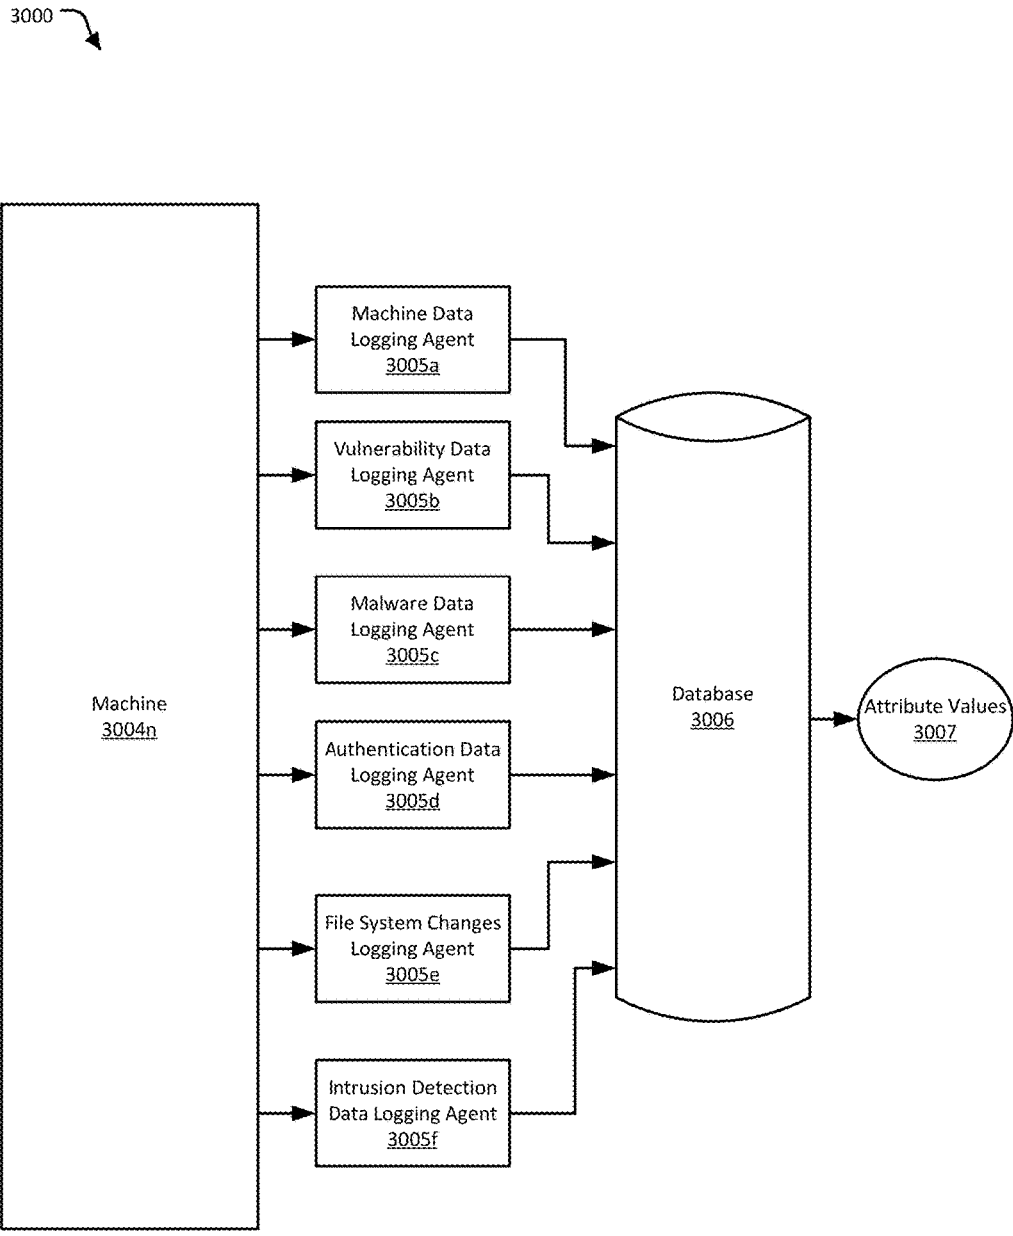 3000
Machine Data
Logging Agent
3005a
Vulnerability Data
Logging Agent
3005b
Malware Data
Logging Agent
3005c
Machine
3004n
Authentication Data
Logging Agent
3005d
File System Changes
Logging Agent
3005e
Intrusion Detection
Data Logging Agent
3005f
Database
3006
Attribute Values
3007